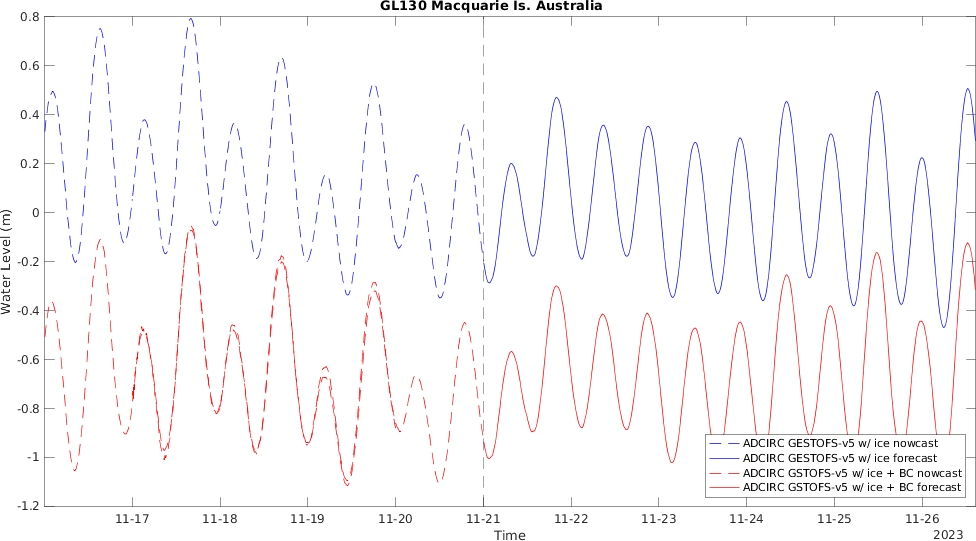 GL130 Macquarie Is. Australia
0.8
0.6
0.4
0.2
0
-0.2
-0.4
-0.6
-0.8
-1
-1.2
Water Level (m)
ADCIRC GESTOFS-v5 w/ ice nowcast
ADCIRC GESTOFS-v5 w/ ice forecast
ADCIRC GSTOFS-v5 w/ ice + BC nowcast
ADCIRC GSTOFS-v5 w/ ice + BC forecast
11-17 11-18 11-19 11-20 11-21 11-22 11-23 11-24 11-25 11-26
Time
2023